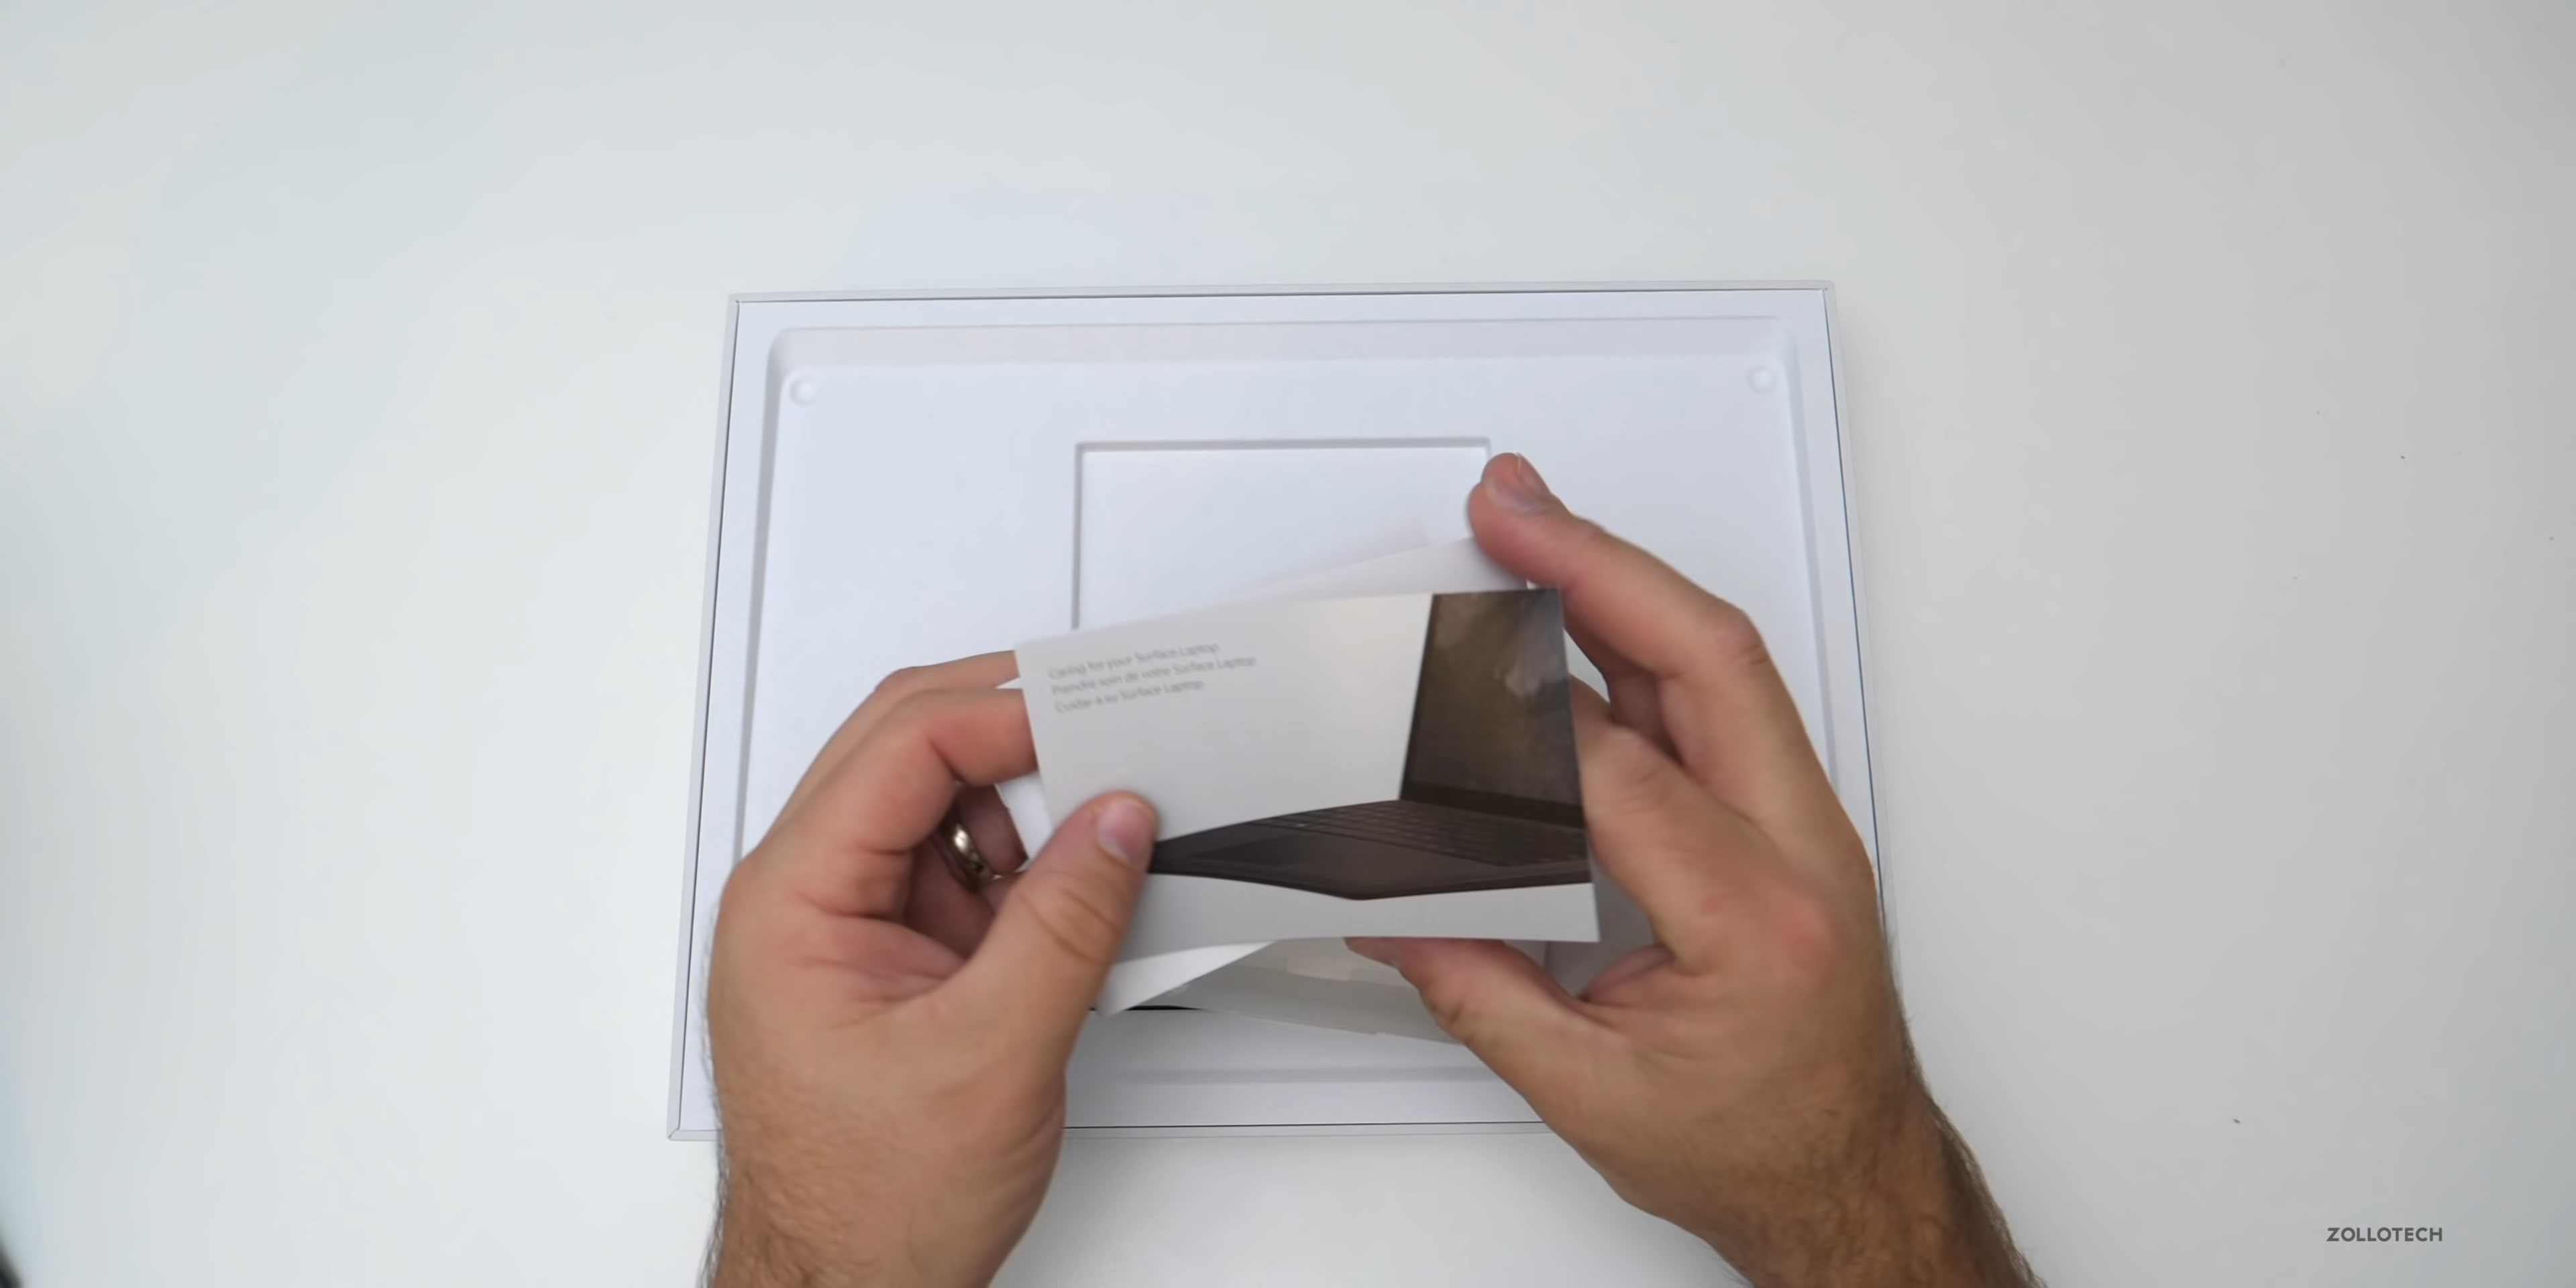 Caring for your Surface Laptop
Prendre soin de votre Surface Laptop
Cuidar a su Surface Laptop
ZOLLOTECH